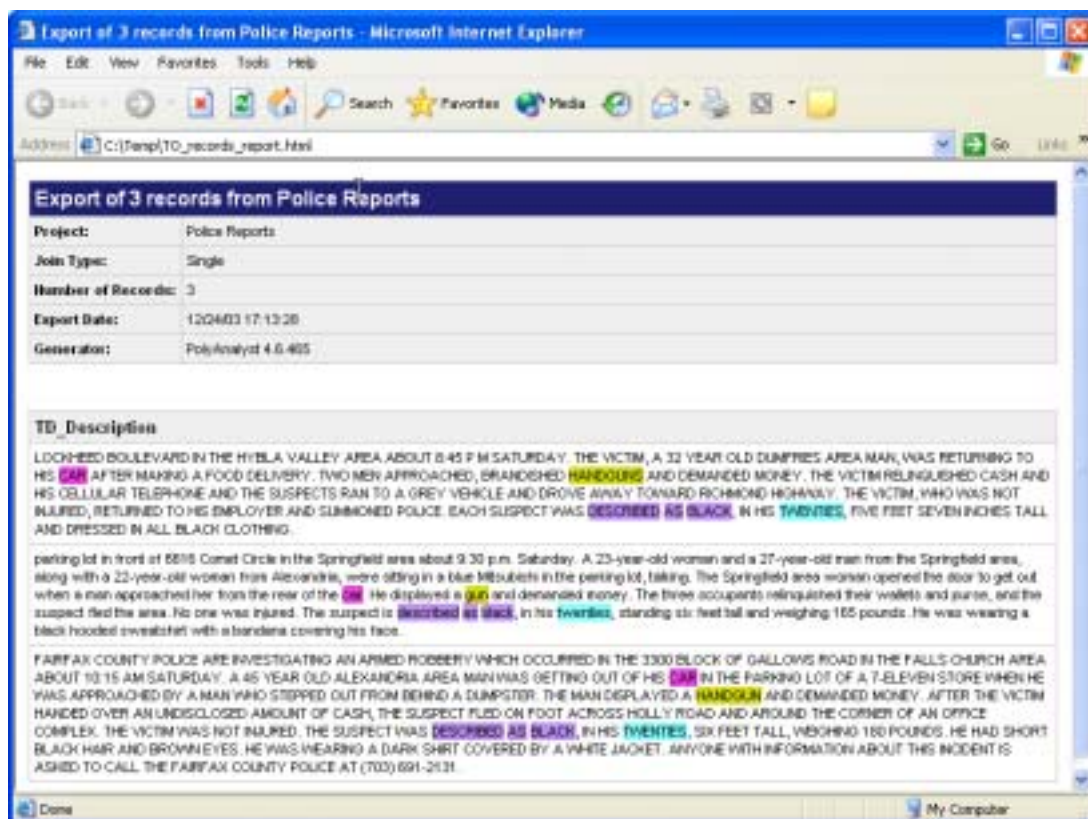 Export of 3 records from Police Reports - Microsoft Internet Explorer
File Edit View Favorites Tools Help
Back Search Favorites Media
Address C:\Temp\TD_records_report.html Go Links »
Export of 3 records from Police Reports
Project: Police Reports
Join Type: Single
Number of Records: 3
Export Date: 12/24/03 17:13:28
Generator: PolyAnalyst 4.6.465
TD_Description
LOCKHEED BOULEVARD IN THE HYBLA VALLEY AREA ABOUT 8:45 P M SATURDAY. THE VICTIM, A 32 YEAR OLD DUMFRIES AREA MAN, WAS RETURNING TO
HIS CAR AFTER MAKING A FOOD DELIVERY. TWO MEN APPROACHED, BRANDISHED HANDGUNS AND DEMANDED MONEY. THE VICTIM RELINQUISHED CASH AND
HIS CELLULAR TELEPHONE AND THE SUSPECTS RAN TO A GREY VEHICLE AND DROVE AWAY TOWARD RICHMOND HIGHWAY. THE VICTIM, WHO WAS NOT
INJURED, RETURNED TO HIS EMPLOYER AND SUMMONED POLICE. EACH SUSPECT WAS DESCRIBED AS BLACK, IN HIS TWENTIES, FIVE FEET SEVEN INCHES TALL
AND DRESSED IN ALL BLACK CLOTHING.
parking lot in front of 6616 Comet Circle in the Springfield area about 9:30 p.m. Saturday. A 23-year-old woman and a 27-year-old man from the Springfield area,
along with a 22-year-old woman from Alexandria, were sitting in a blue Mitsubishi in the parking lot, talking. The Springfield area woman opened the door to get out
when a man approached her from the rear of the car. He displayed a gun and demanded money. The three occupants relinquished their wallets and purse, and the
suspect fled the area. No one was injured. The suspect is described as black, in his twenties, standing six feet tall and weighing 165 pounds. He was wearing a
black hooded sweatshirt with a bandana covering his face.
FAIRFAX COUNTY POLICE ARE INVESTIGATING AN ARMED ROBBERY WHICH OCCURRED IN THE 3300 BLOCK OF GALLOWS ROAD IN THE FALLS CHURCH AREA
ABOUT 10:15 AM SATURDAY. A 46 YEAR OLD ALEXANDRIA AREA MAN WAS GETTING OUT OF HIS CAR IN THE PARKING LOT OF A 7-ELEVEN STORE WHEN HE
WAS APPROACHED BY A MAN WHO STEPPED OUT FROM BEHIND A DUMPSTER. THE MAN DISPLAYED A HANDGUN AND DEMANDED MONEY. AFTER THE VICTIM
HANDED OVER AN UNDISCLOSED AMOUNT OF CASH, THE SUSPECT FLED ON FOOT ACROSS HOLLY ROAD AND AROUND THE CORNER OF AN OFFICE
COMPLEX. THE VICTIM WAS NOT INJURED. THE SUSPECT WAS DESCRIBED AS BLACK, IN HIS TWENTIES, SIX FEET TALL, WEIGHING 180 POUNDS. HE HAD SHORT
BLACK HAIR AND BROWN EYES. HE WAS WEARING A DARK SHIRT COVERED BY A WHITE JACKET. ANYONE WITH INFORMATION ABOUT THIS INCIDENT IS
ASKED TO CALL THE FAIRFAX COUNTY POLICE AT (703) 691-2131.
Done My Computer